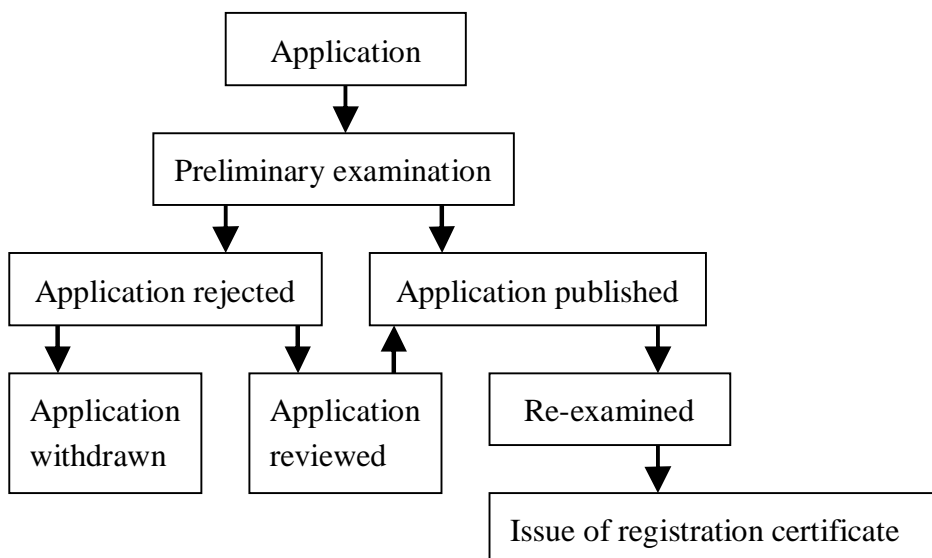 Application
Preliminary examination
Application rejected
Application published
Application
withdrawn
Application
reviewed
Re-examined
Issue of registration certificate